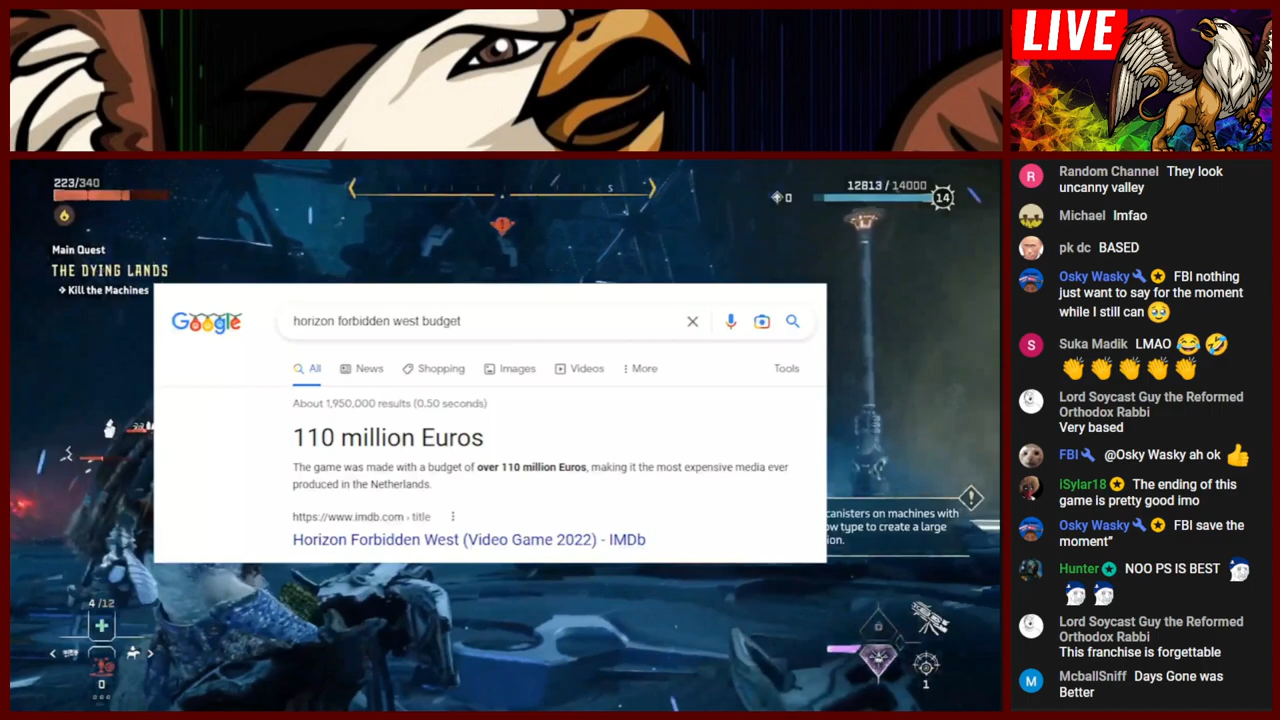 LIVE
223/340
S
0
12813 / 14000
14
Main Quest
THE DYING LANDS
Kill the Machines
Google
horizon forbidden west budget
All News Shopping Images Videos More Tools
About 1,950,000 results (0.50 seconds)
110 million Euros
The game was made with a budget of over 110 million Euros, making it the most expensive media ever
produced in the Netherlands.
https://www.imdb.com › title
Horizon Forbidden West (Video Game 2022) - IMDb
canisters on machines with
ow type to create a large
ion.
4 /12
0
1
R Random Channel They look
uncanny valley
Michael lmfao
pk dc BASED
Osky Wasky FBI nothing
just want to say for the moment
while I still can 🥹
S Suka Madik LMAO 😂 🤣
👏 👏 👏 👏 👏
Lord Soycast Guy the Reformed
Orthodox Rabbi
Very based
FBI @Osky Wasky ah ok 👍
iSylar18 The ending of this
game is pretty good imo
Osky Wasky FBI save the
moment”
Hunter NOO PS IS BEST
Lord Soycast Guy the Reformed
Orthodox Rabbi
This franchise is forgettable
M McballSniff Days Gone was
Better